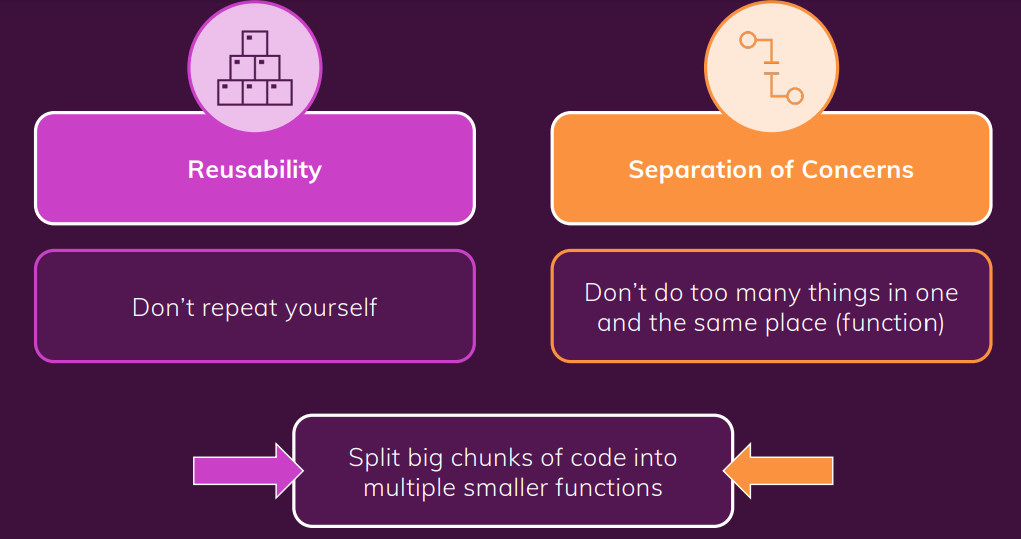 Reusability
Separation of Concerns
Don’t repeat yourself
Don’t do too many things in one
and the same place (function)
Split big chunks of code into
multiple smaller functions